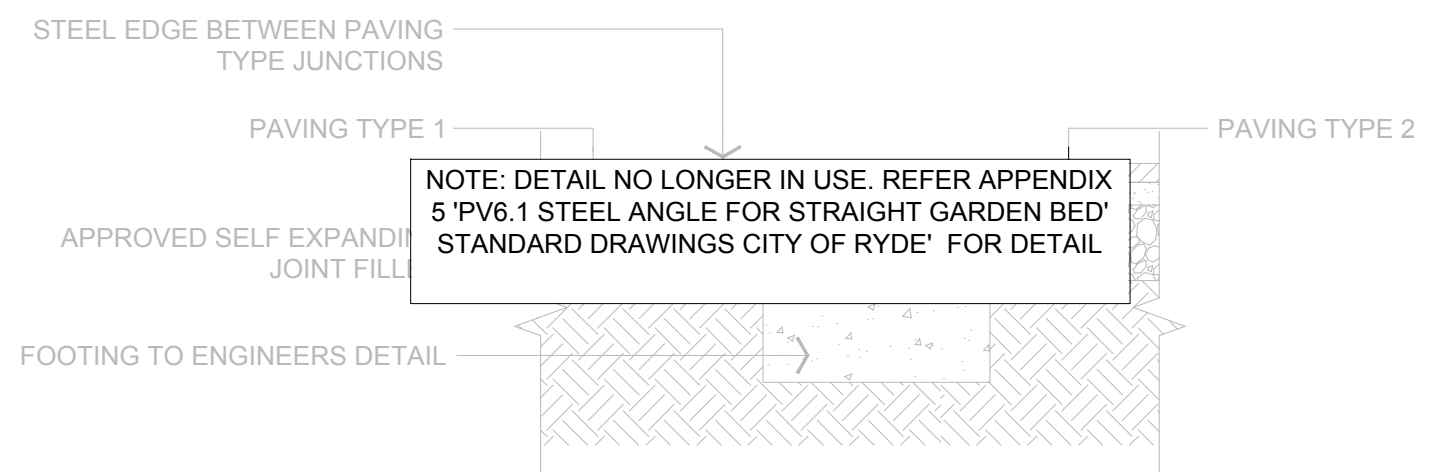 STEEL EDGE BETWEEN PAVING
TYPE JUNCTIONS
PAVING TYPE 1
PAVING TYPE 2
NOTE: DETAIL NO LONGER IN USE. REFER APPENDIX
5 'PV6.1 STEEL ANGLE FOR STRAIGHT GARDEN BED'
STANDARD DRAWINGS CITY OF RYDE' FOR DETAIL
APPROVED SELF
JOINT
FOOTING TO ENGINEERS DETAIL